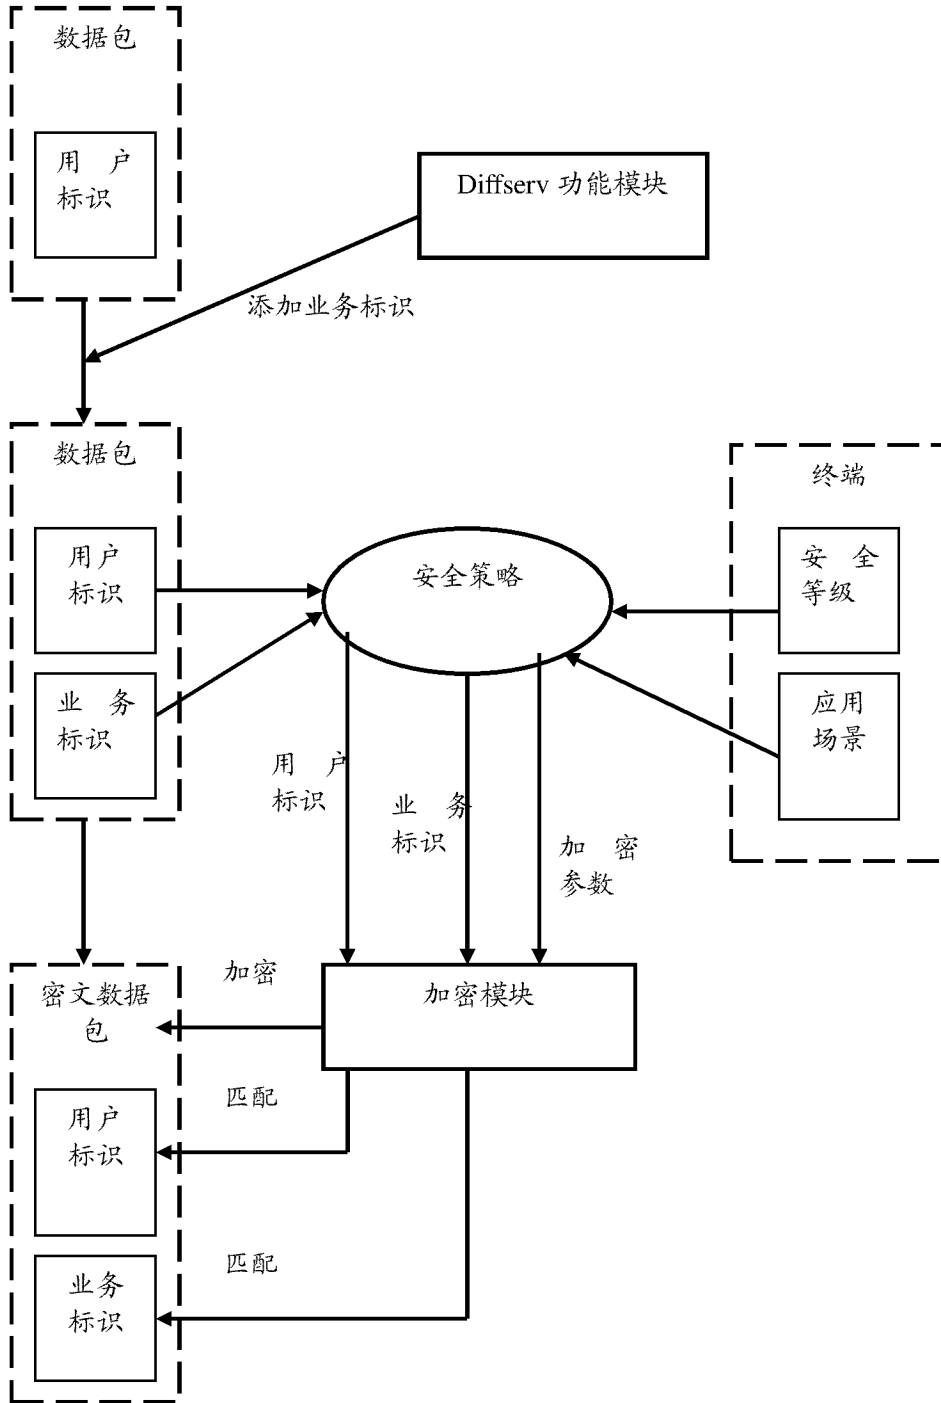 数据包
用 户
标识
Diffserv 功能模块
添加业务标识
数据包
用户
标识
业 务
标识
安全策略
终端
安 全
等级
应用
场景
用 户
标识
业 务
标识
加 密
参数
加密
加密模块
密文数据
包
匹配
用户
标识
匹配
业务
标识